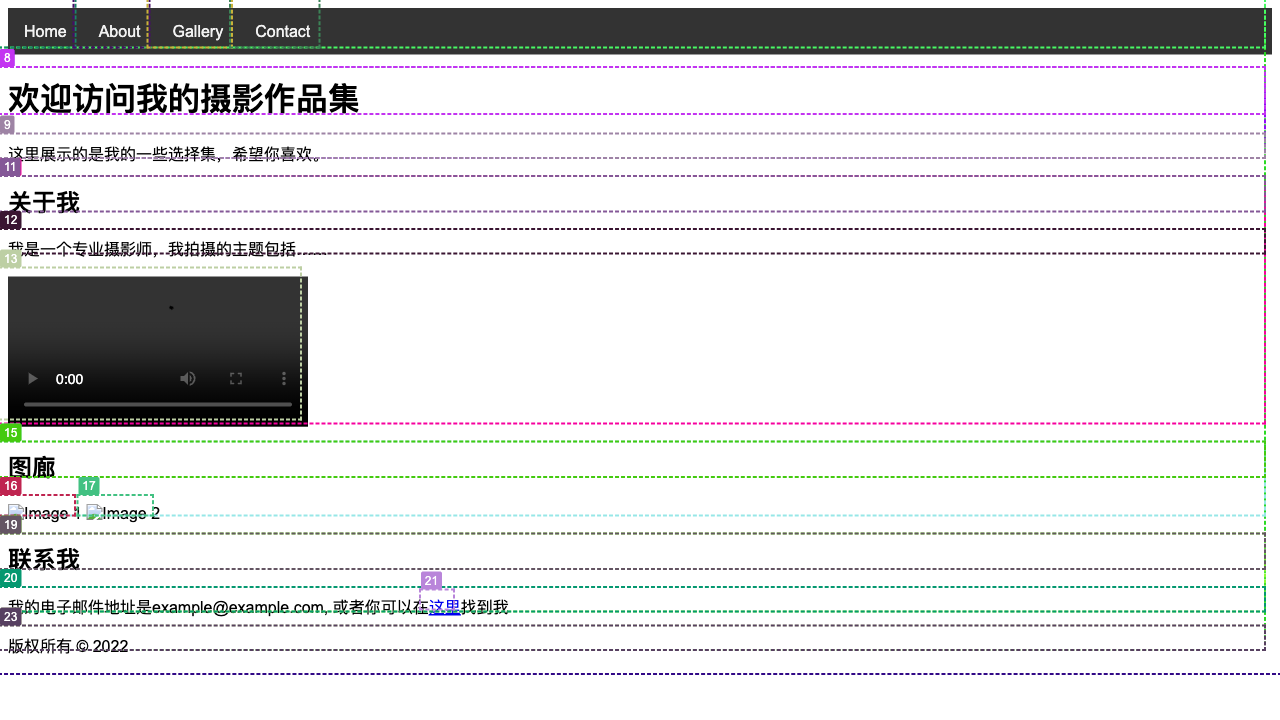 Home About Gallery Contact
8
欢迎访问我的摄影作品集
9
这里展示的是我的一些选择集，希望你喜欢。
11
关于我
12
我是一个专业摄影师，我拍摄的主题包括……
13
0:00
15
图廊
16 17
Image 1 Image 2
19
联系我
20 21
我的电子邮件地址是example@example.com, 或者你可以在这里找到我
23
版权所有 © 2022